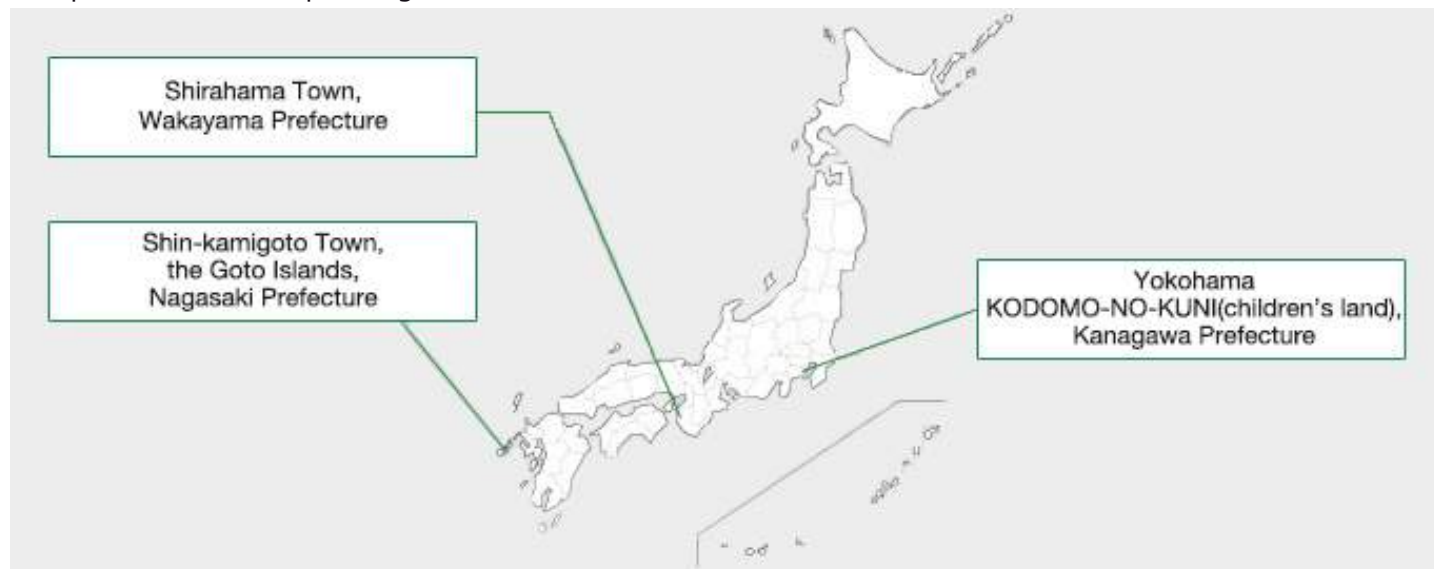 Shirahama Town,
Wakayama Prefecture
Shin-kamigoto Town,
the Goto Islands,
Nagasaki Prefecture
Yokohama
KODOMO-NO-KUNI(children's land),
Kanagawa Prefecture